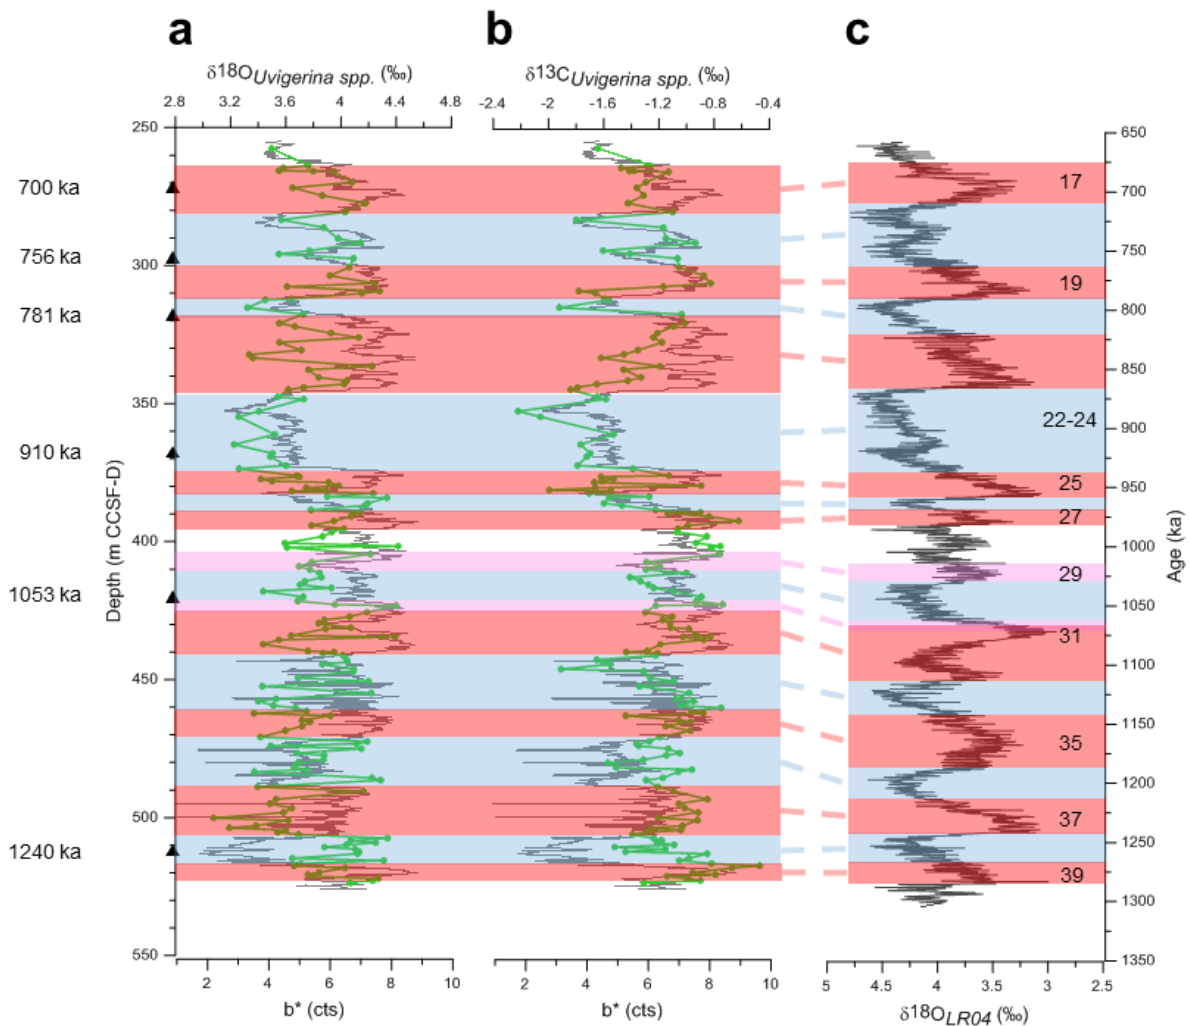 a b c
δ18OUvigerina spp. (‰) δ13CUvigerina spp. (‰)
2.8 3.2 3.6 4 4.4 4.8 -2.4 -2 -1.6 -1.2 -0.8 -0.4
250 650
700 ka 17 700
756 ka 750
300 19
781 ka 800
850
350
22-24 900
910 ka
25 950
27
400 1000
29
1053 ka 1050
31
1100
450
1150
35
1200
500 37
1240 ka 1250
39
1300
550 1350
Depth (m CCSF-D)
Age (ka)
2 4 6 8 10 2 4 6 8 10 5 4.5 4 3.5 3 2.5
b* (cts) b* (cts) δ18OLR04 (‰)